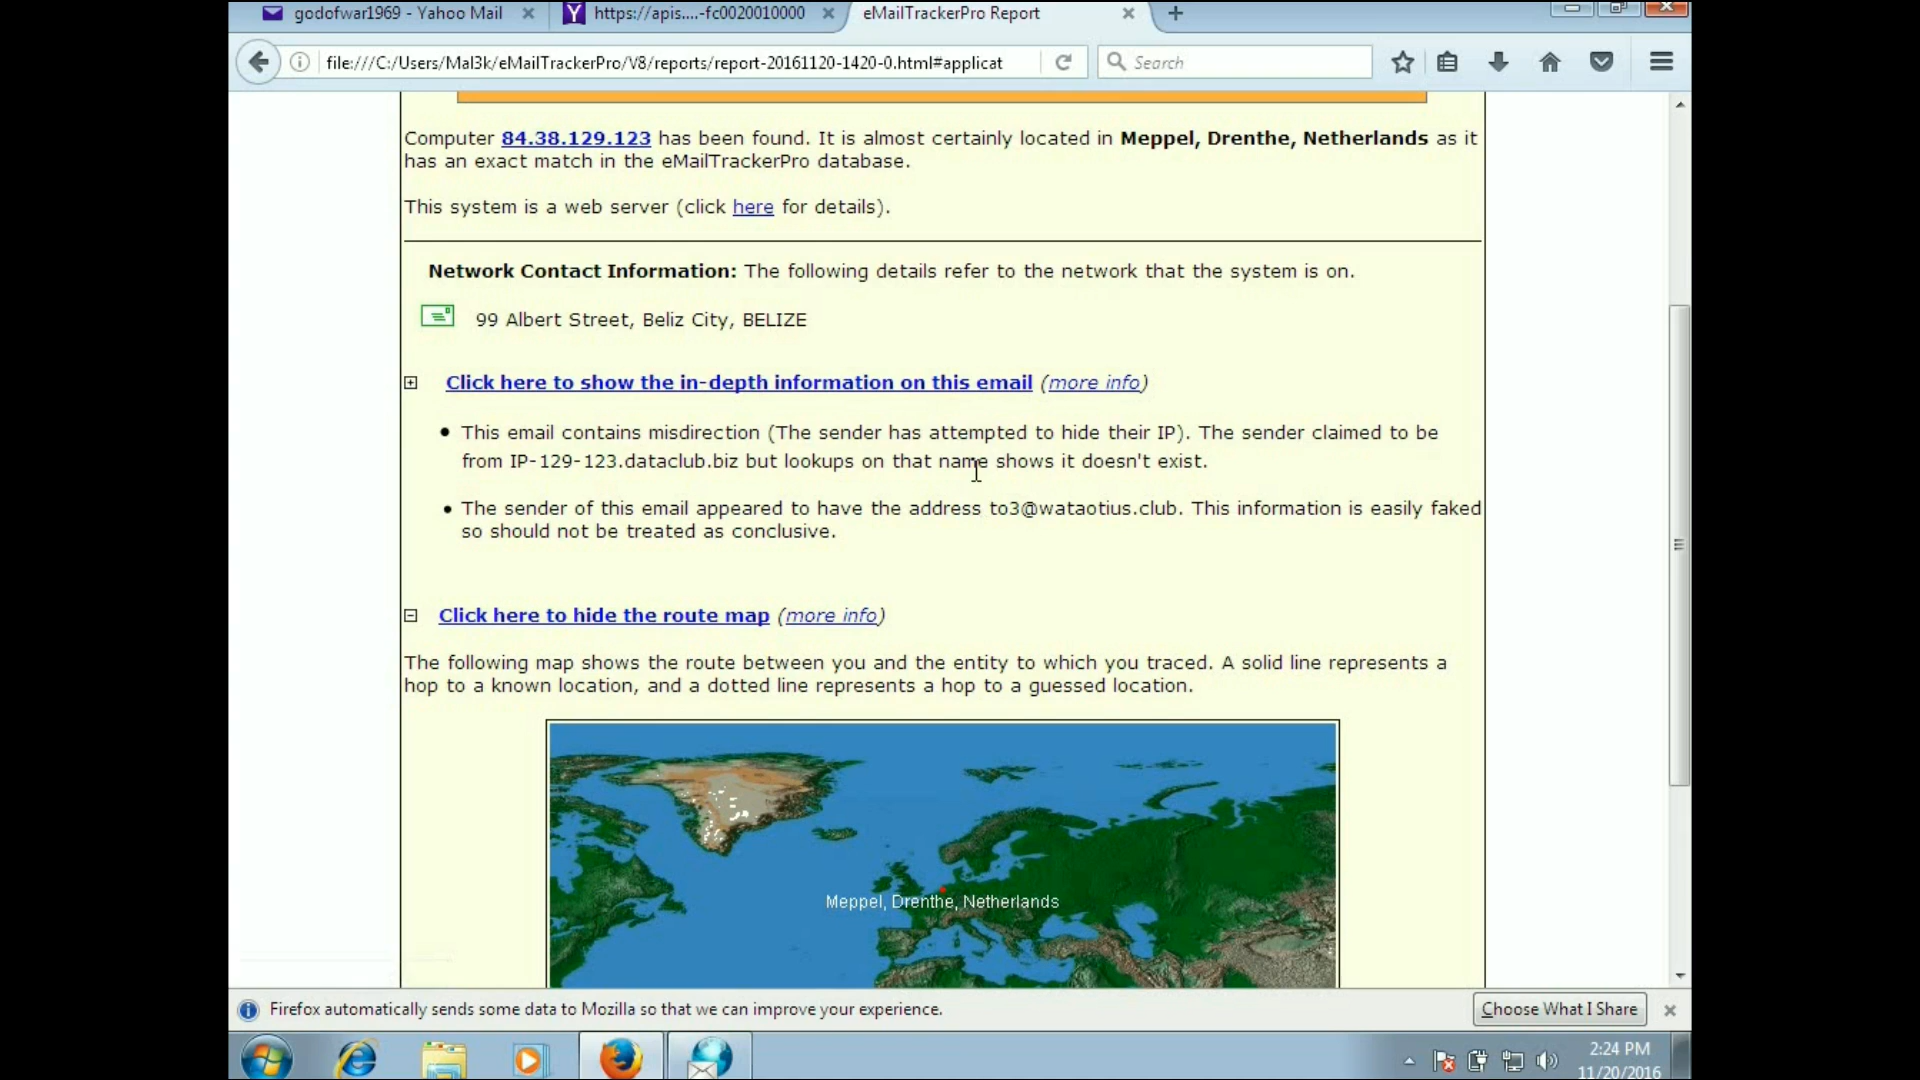 godofwar1969 - Yahoo Mail
https://apis....-fc0020010000
eMailTrackerPro Report
file:///C:/Users/Mal3k/eMailTrackerPro/V8/reports/report-20161120-1420-0.html#applicat
Search
Computer 84.38.129.123 has been found. It is almost certainly located in Meppel, Drenthe, Netherlands as it
has an exact match in the eMailTrackerPro database.
This system is a web server (click here for details).
Network Contact Information: The following details refer to the network that the system is on.
99 Albert Street, Beliz City, BELIZE
Click here to show the in-depth information on this email (more info)
• This email contains misdirection (The sender has attempted to hide their IP). The sender claimed to be
from IP-129-123.dataclub.biz but lookups on that name shows it doesn't exist.
• The sender of this email appeared to have the address to3@wataotius.club. This information is easily faked
so should not be treated as conclusive.
Click here to hide the route map (more info)
The following map shows the route between you and the entity to which you traced. A solid line represents a
hop to a known location, and a dotted line represents a hop to a guessed location.
Meppel, Drenthe, Netherlands
Firefox automatically sends some data to Mozilla so that we can improve your experience.
Choose What I Share
2:24 PM
11/20/2016